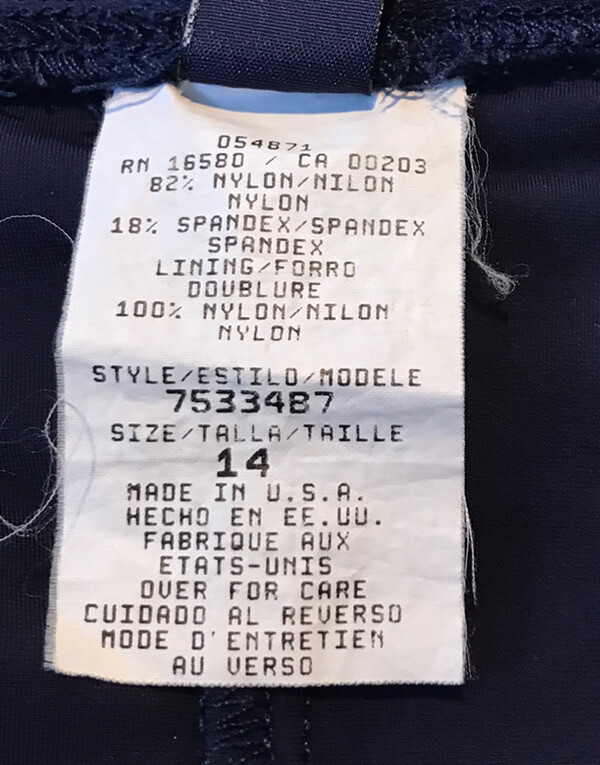 054871
RN 16580 / CA 00203
82% NYLON/NILON
NYLON
18% SPANDEX/SPANDEX
SPANDEX
LINING/FORRO
DOUBLURE
100% NYLON/NILON
NYLON
STYLE/ESTILO/MODELE
7533487
SIZE/TALLA/TAILLE
14
MADE IN U.S.A.
HECHO EN EE.UU.
FABRIQUE AUX
ETATS-UNIS
OVER FOR CARE
CUIDADO AL REVERSO
MODE D'ENTRETIEN
AU VERSO